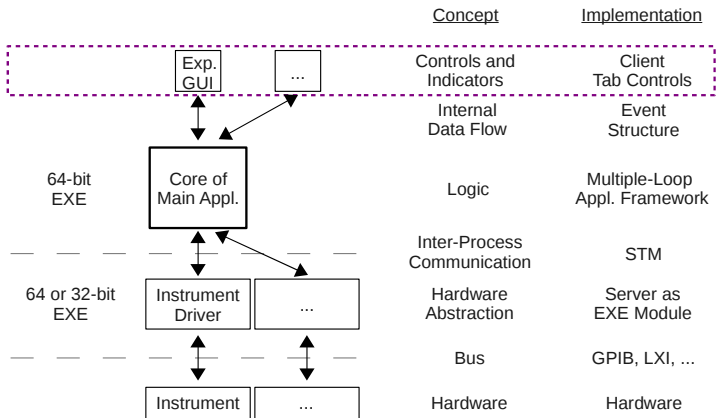 Concept Implementation
Exp. GUI
...
Controls and Indicators
Client Tab Controls
Internal Data Flow
Event Structure
64-bit EXE
Core of Main Appl.
Logic
Multiple-Loop Appl. Framework
Inter-Process Communication
STM
64 or 32-bit EXE
Instrument Driver
...
Hardware Abstraction
Server as EXE Module
Bus
GPIB, LXI, ...
Instrument
...
Hardware
Hardware